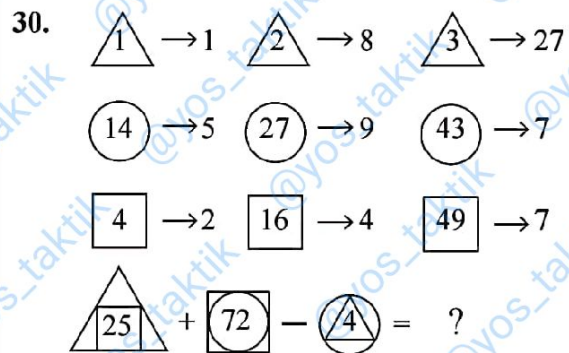 30. 1 → 1 2 → 8 3 → 27
14 → 5 27 → 9 43 → 7
4 → 2 16 → 4 49 → 7
25 + 72 − 4 = ?
@yos_taktik